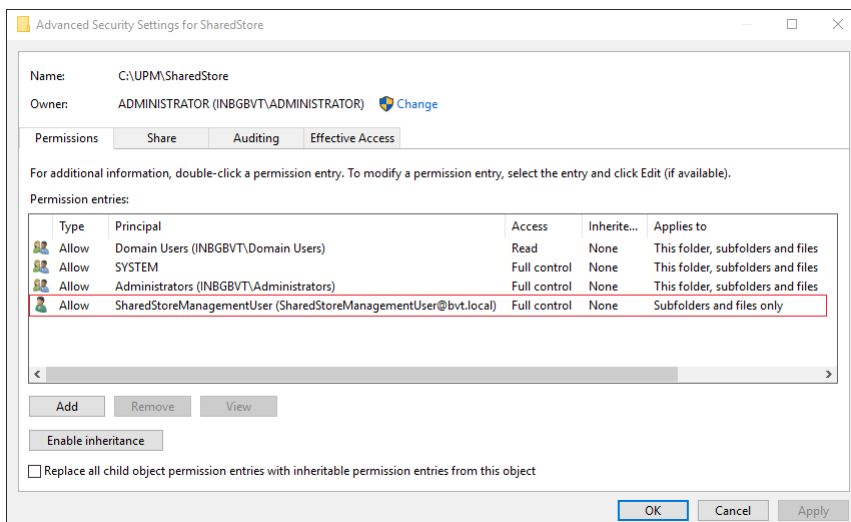 Advanced Security Settings for SharedStore
Name: C:\UPM\SharedStore
Owner: ADMINISTRATOR (INBGBVT\ADMINISTRATOR) Change
Permissions Share Auditing Effective Access
For additional information, double-click a permission entry. To modify a permission entry, select the entry and click Edit (if available).
Permission entries:
Type Principal Access Inherite... Applies to
Allow Domain Users (INBGBVT\Domain Users) Read None This folder, subfolders and files
Allow SYSTEM Full control None This folder, subfolders and files
Allow Administrators (INBGBVT\Administrators) Full control None This folder, subfolders and files
Allow SharedStoreManagementUser (SharedStoreManagementUser@bvt.local) Full control None Subfolders and files only
Add Remove View
Enable inheritance
Replace all child object permission entries with inheritable permission entries from this object
OK Cancel Apply